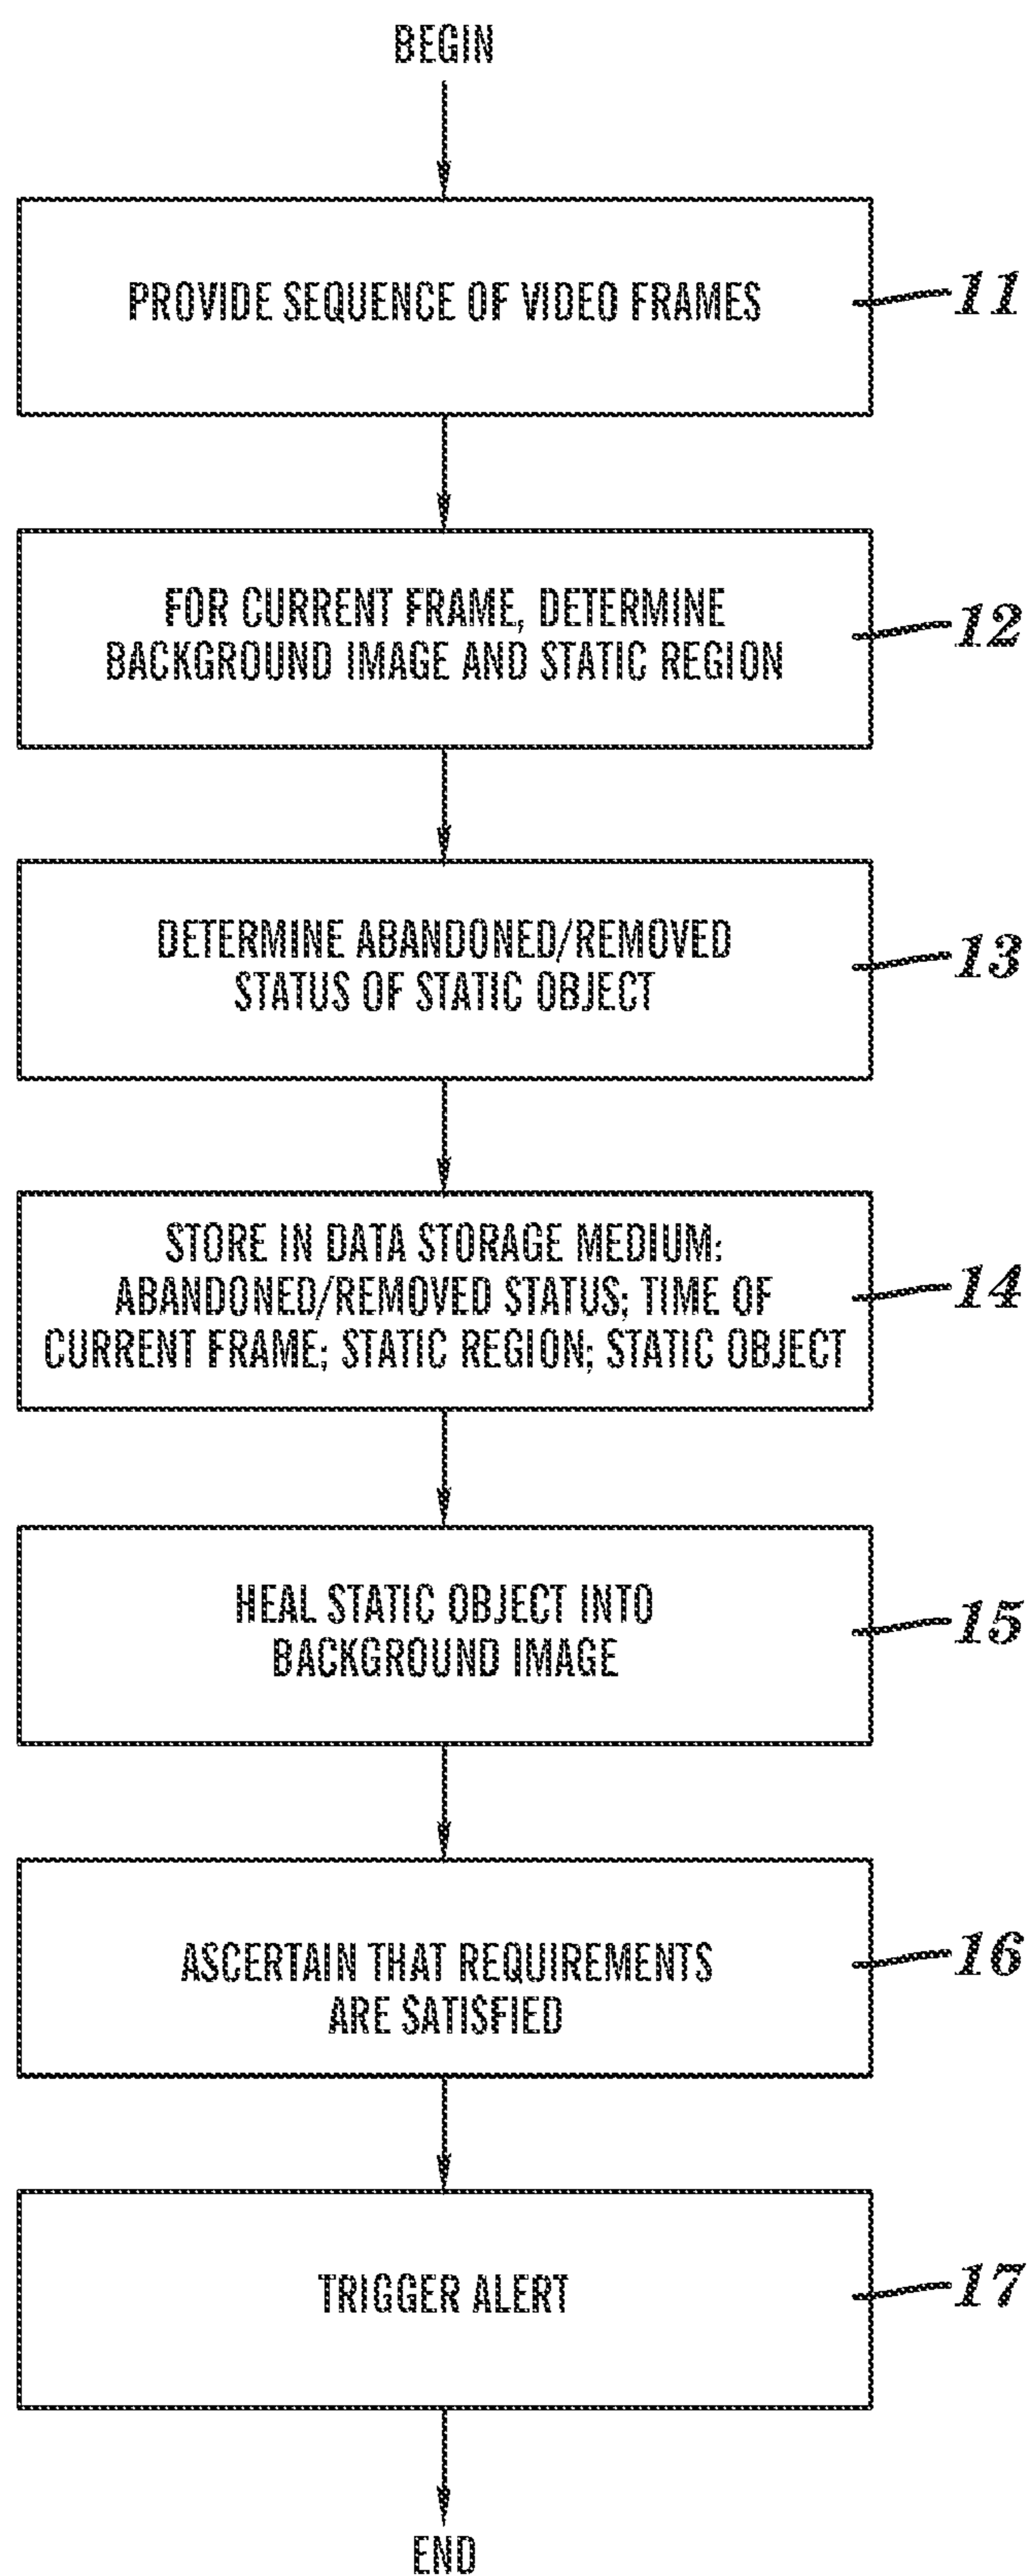 BEGIN
PROVIDE SEQUENCE OF VIDEO FRAMES
11
FOR CURRENT FRAME, DETERMINE
BACKGROUND IMAGE AND STATIC REGION
12
DETERMINE ABANDONED/REMOVED
STATUS OF STATIC OBJECT
13
STORE IN DATA STORAGE MEDIUM:
ABANDONED/REMOVED STATUS; TIME OF
CURRENT FRAME; STATIC REGION; STATIC OBJECT
14
HEAL STATIC OBJECT INTO
BACKGROUND IMAGE
15
ASCERTAIN THAT REQUIREMENTS
ARE SATISFIED
16
TRIGGER ALERT
17
END